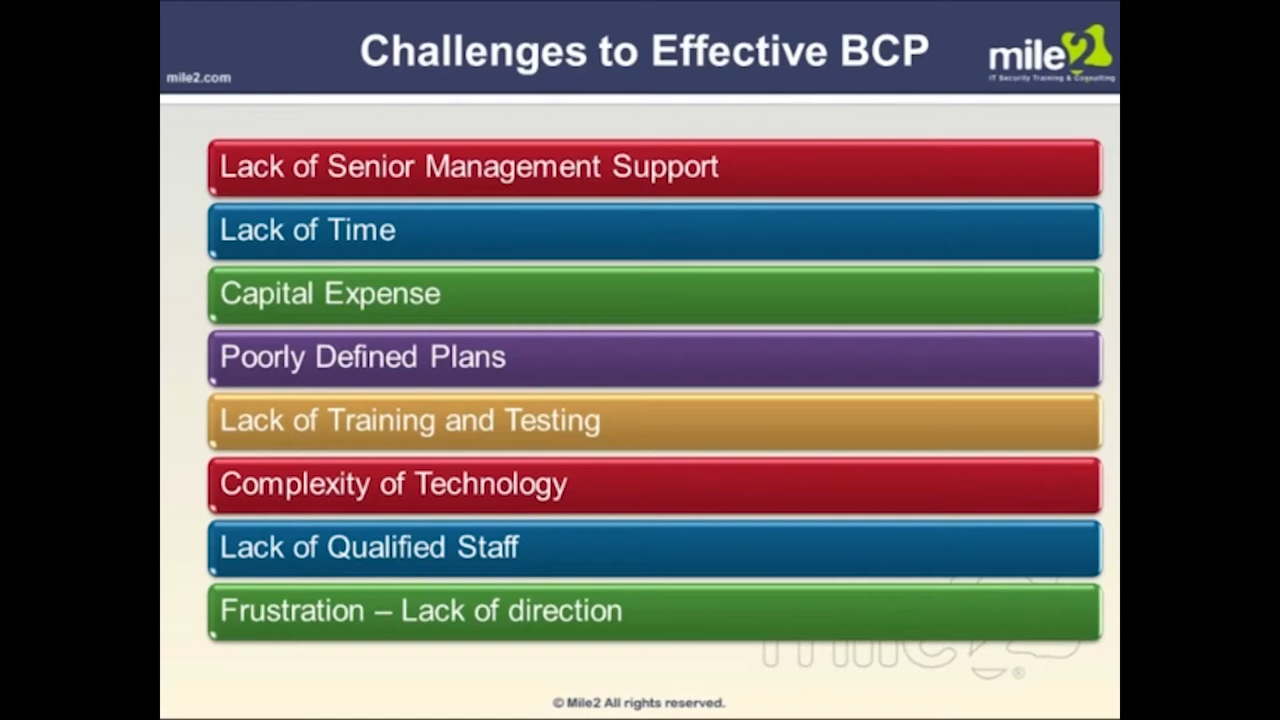 Challenges to Effective BCP
mile2.com
mile2
IT Security Training & Consulting
Lack of Senior Management Support
Lack of Time
Capital Expense
Poorly Defined Plans
Lack of Training and Testing
Complexity of Technology
Lack of Qualified Staff
Frustration – Lack of direction
mile2
®
© Mile2 All rights reserved.